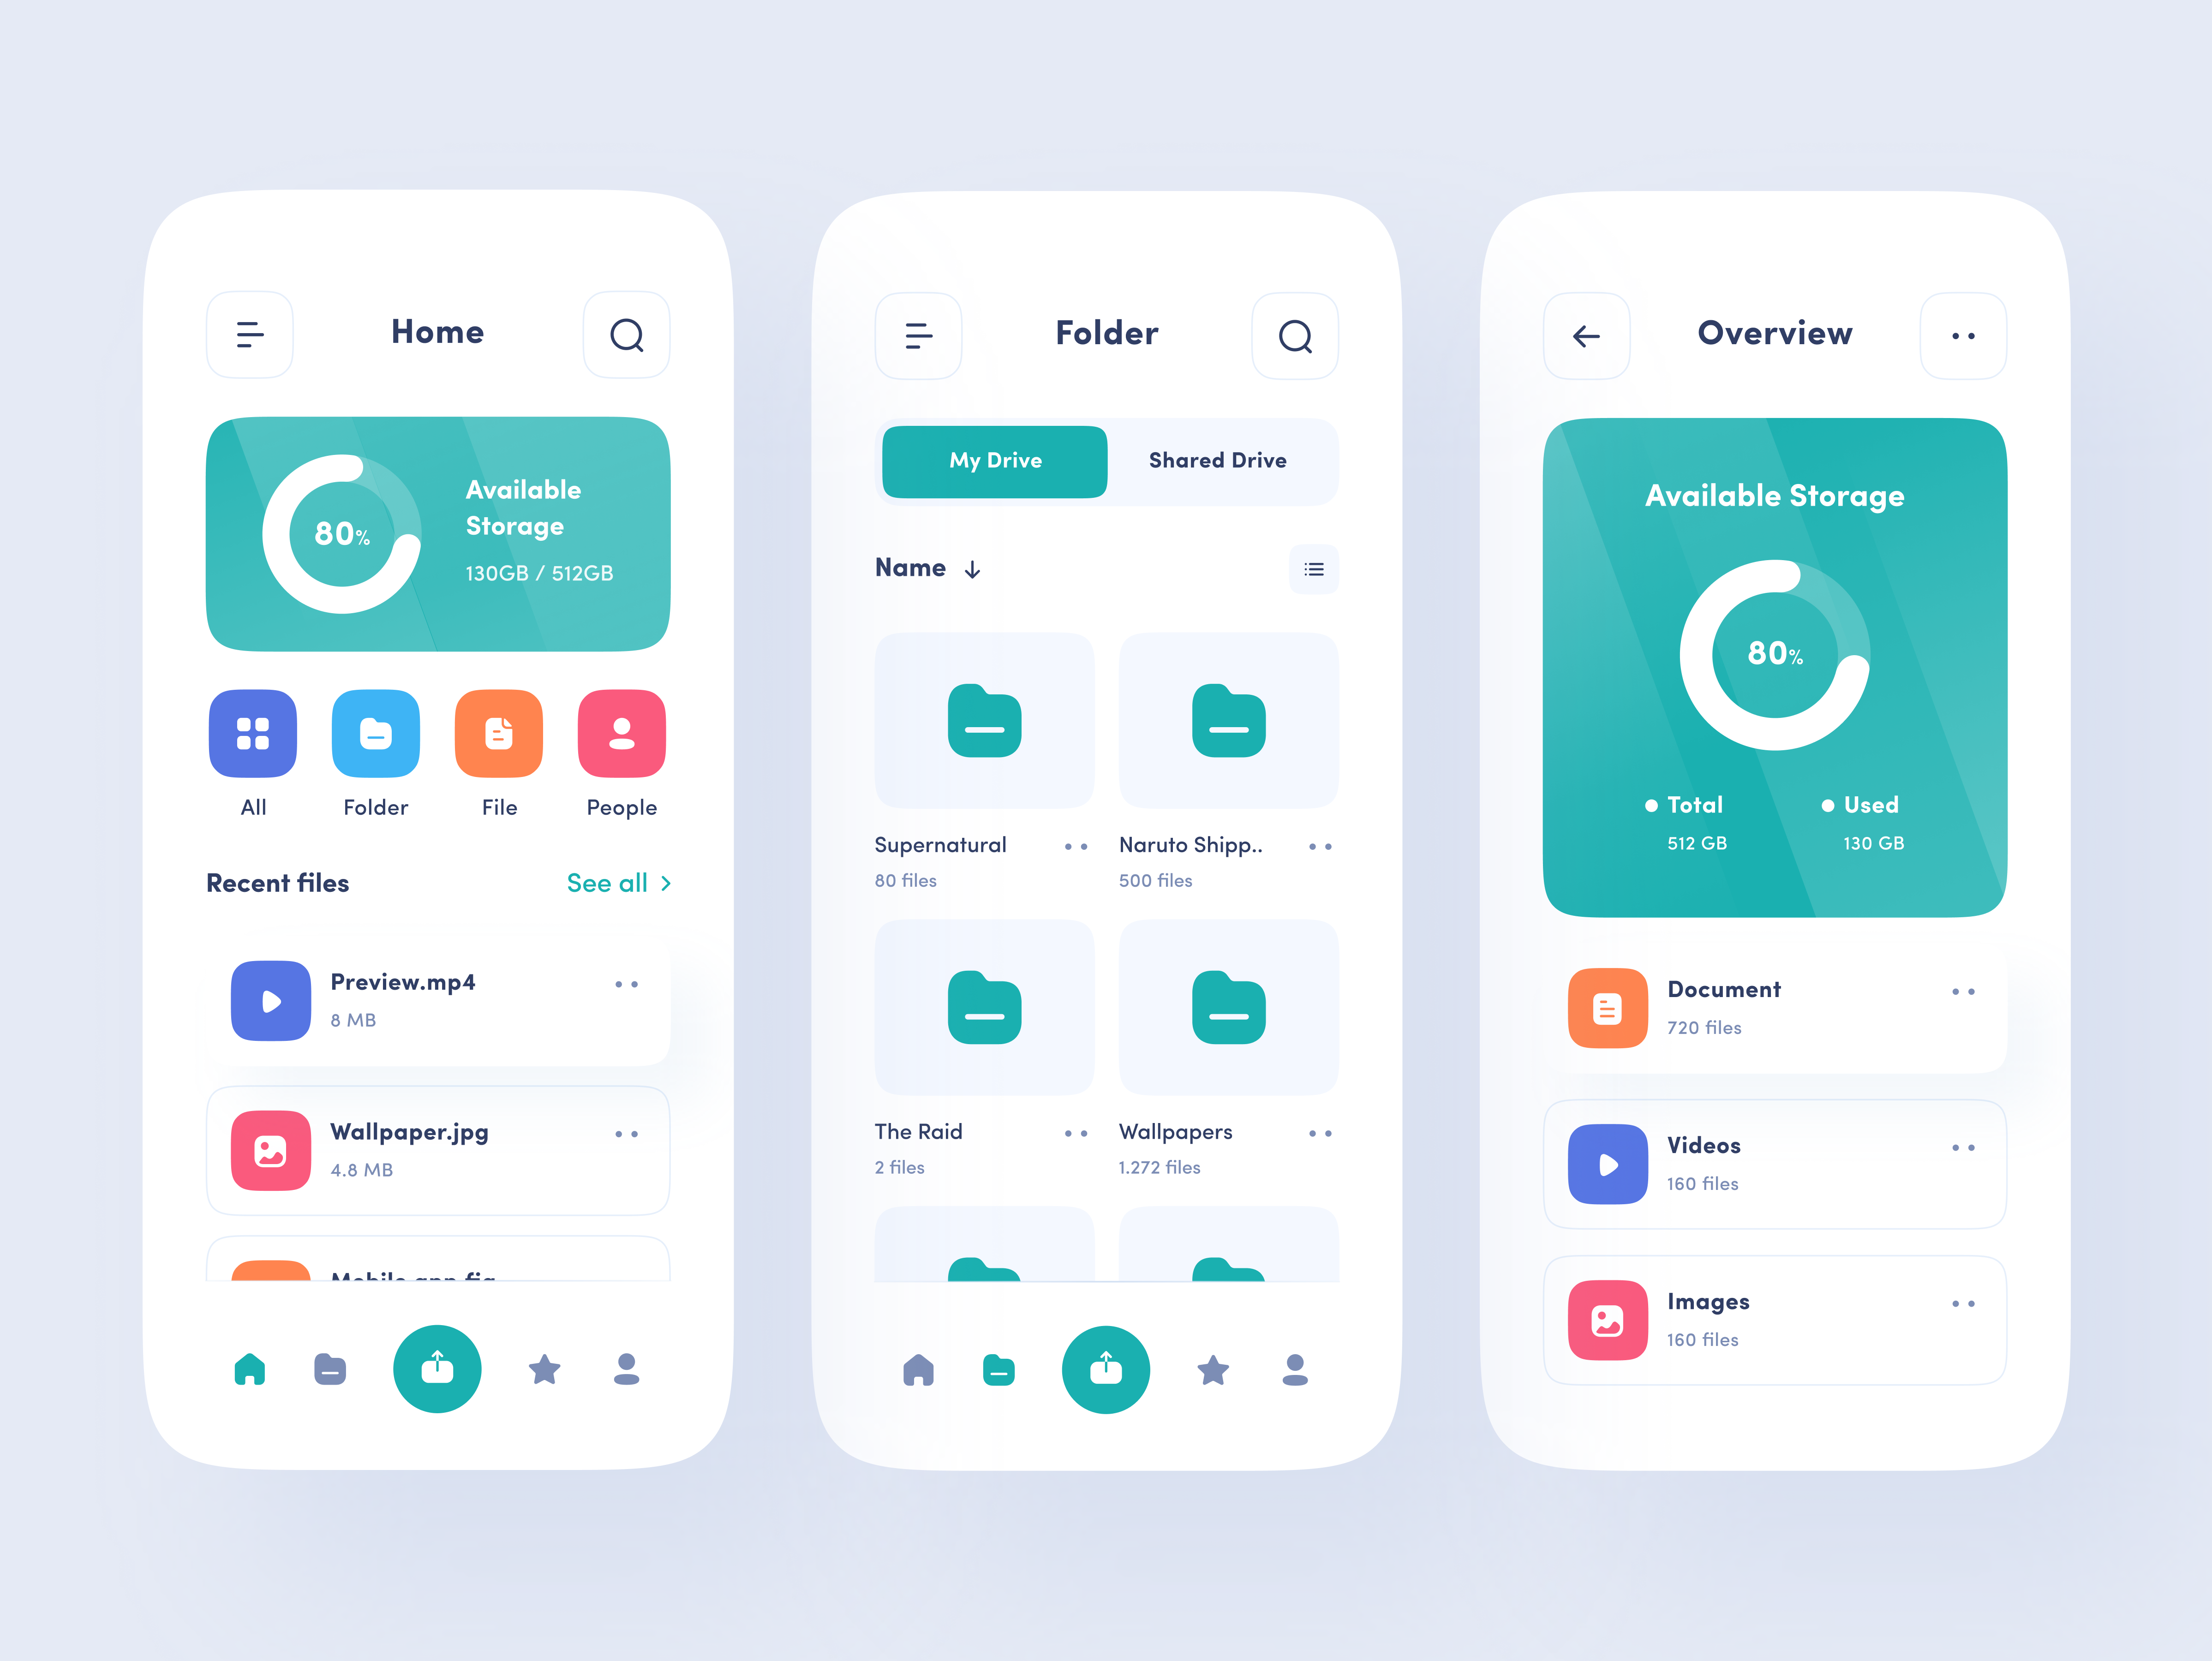 Home
80%
Available
Storage
130GB / 512GB
All
Folder
File
People
Recent files
See all
Preview.mp4
8 MB
Wallpaper.jpg
4.8 MB
Mobile app.fig
Folder
My Drive
Shared Drive
Name
Supernatural
80 files
Naruto Shipp..
500 files
The Raid
2 files
Wallpapers
1.272 files
Overview
Available Storage
80%
Total
512 GB
Used
130 GB
Document
720 files
Videos
160 files
Images
160 files